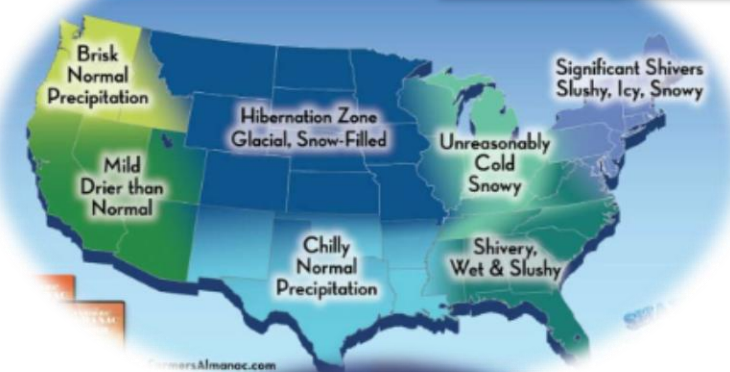 Brisk
Normal
Precipitation
Hibernation Zone
Glacial, Snow-Filled
Significant Shivers
Slushy, Icy, Snowy
Unreasonably
Cold
Snowy
Mild
Drier than
Normal
Chilly
Normal
Precipitation
Shivery,
Wet & Slushy
rmersAlmanac.com